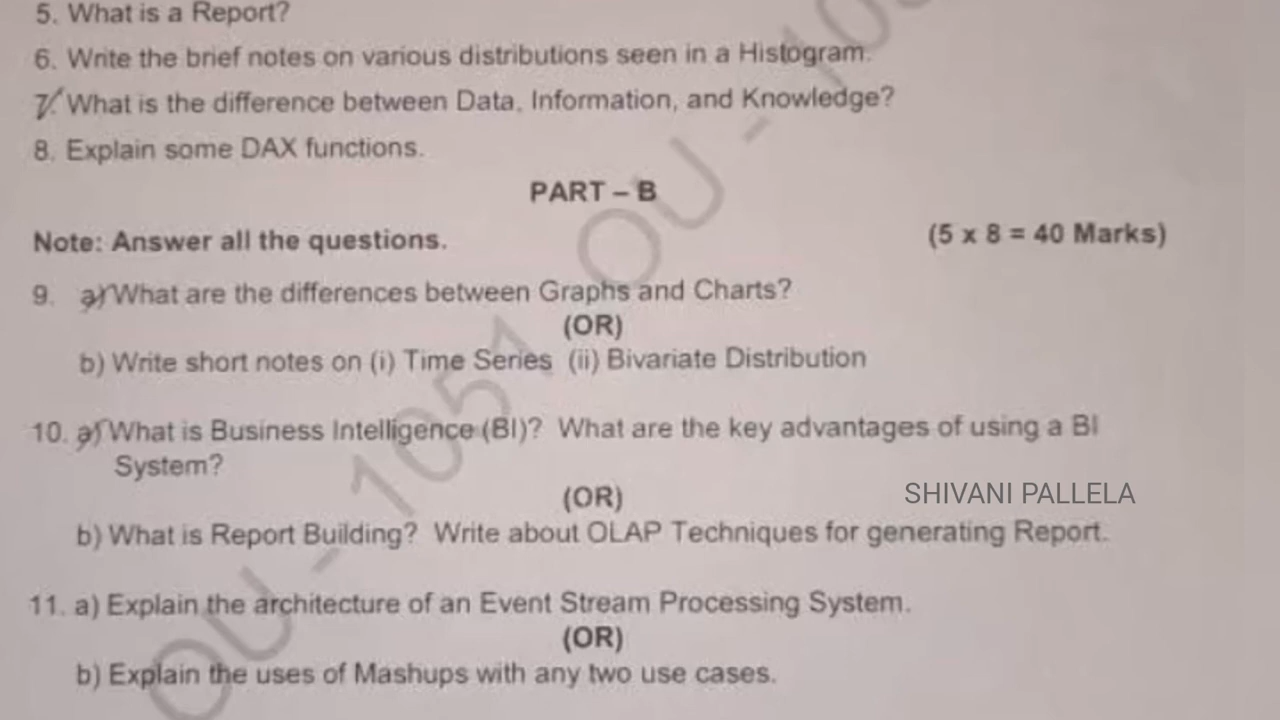 5. What is a Report?
6. Write the brief notes on various distributions seen in a Histogram.
7. What is the difference between Data, Information, and Knowledge?
8. Explain some DAX functions.
PART – B
Note: Answer all the questions.
(5 x 8 = 40 Marks)
9. a) What are the differences between Graphs and Charts?
(OR)
b) Write short notes on (i) Time Series (ii) Bivariate Distribution
10. a) What is Business Intelligence (BI)? What are the key advantages of using a BI
System?
(OR)
SHIVANI PALLELA
b) What is Report Building? Write about OLAP Techniques for generating Report.
11. a) Explain the architecture of an Event Stream Processing System.
(OR)
b) Explain the uses of Mashups with any two use cases.
OU - 1051 OU -